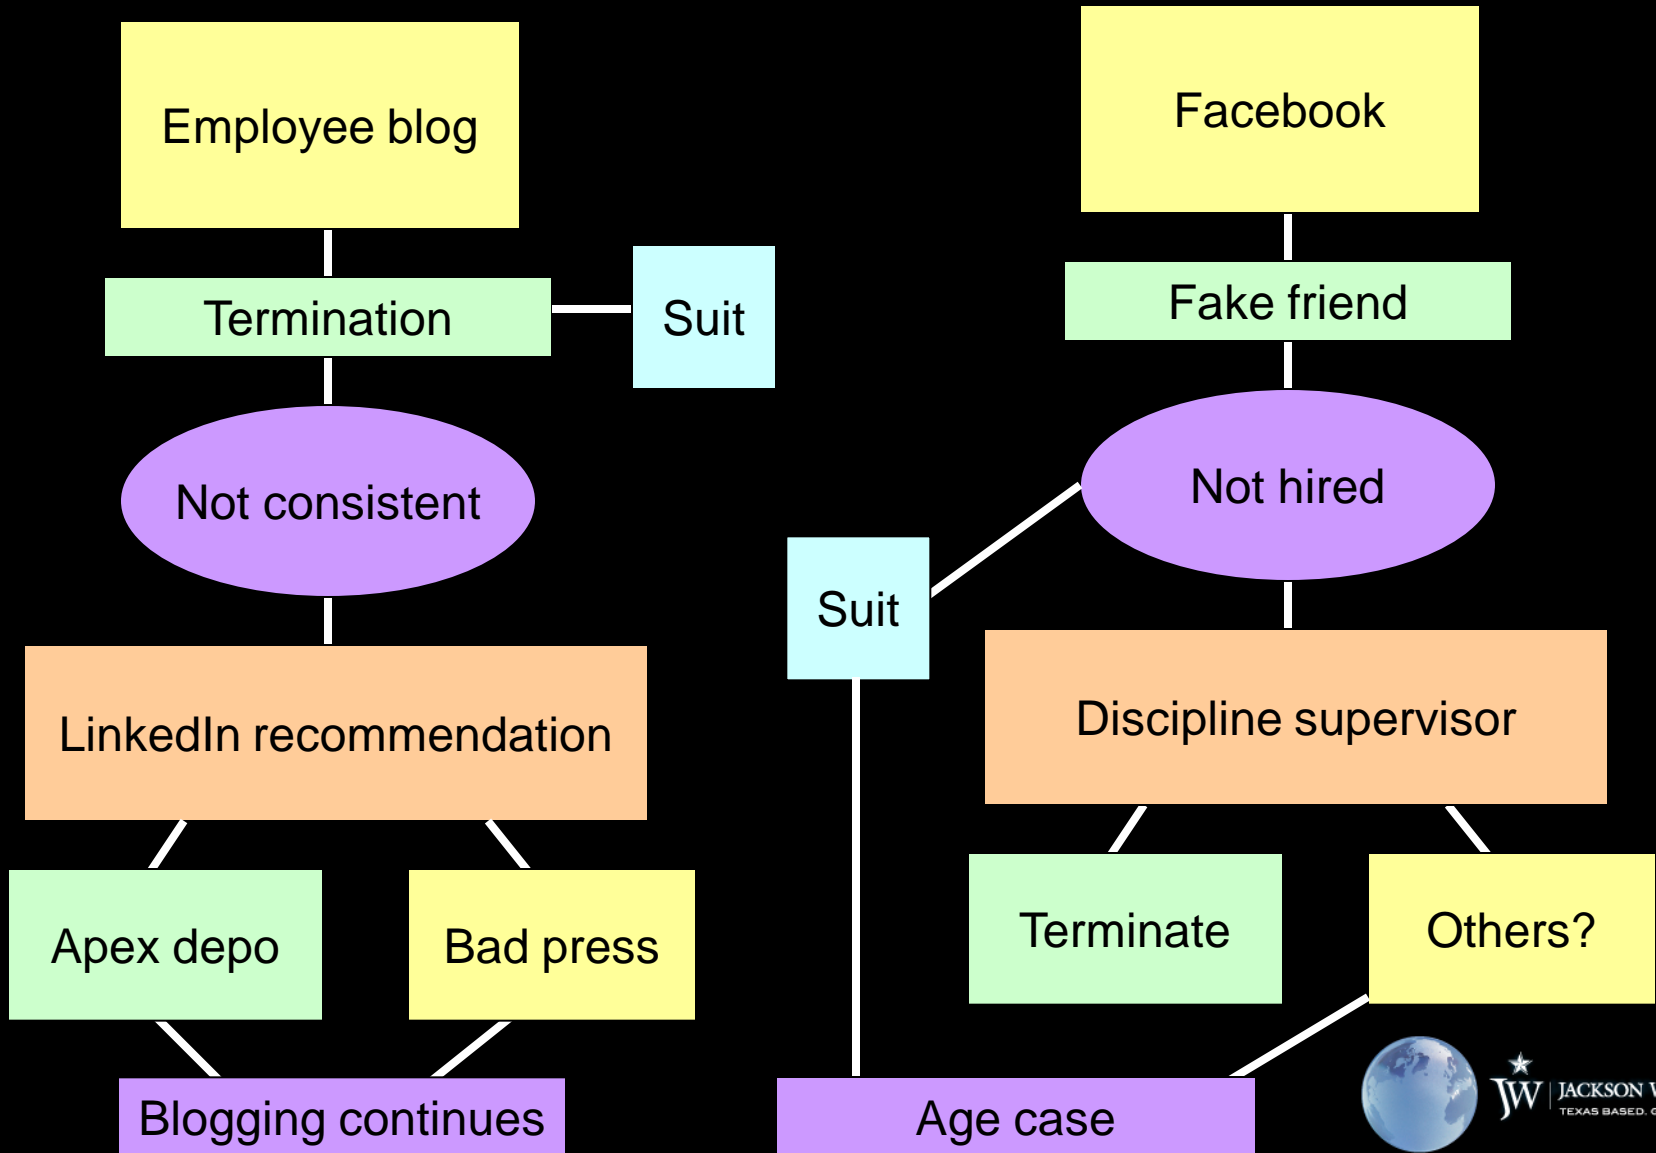 Employee blog
Termination
Suit
Not consistent
LinkedIn recommendation
Apex depo
Bad press
Blogging continues
Facebook
Fake friend
Not hired
Suit
Discipline supervisor
Terminate
Others?
Age case
JW JACKSON
TEXAS BASED.